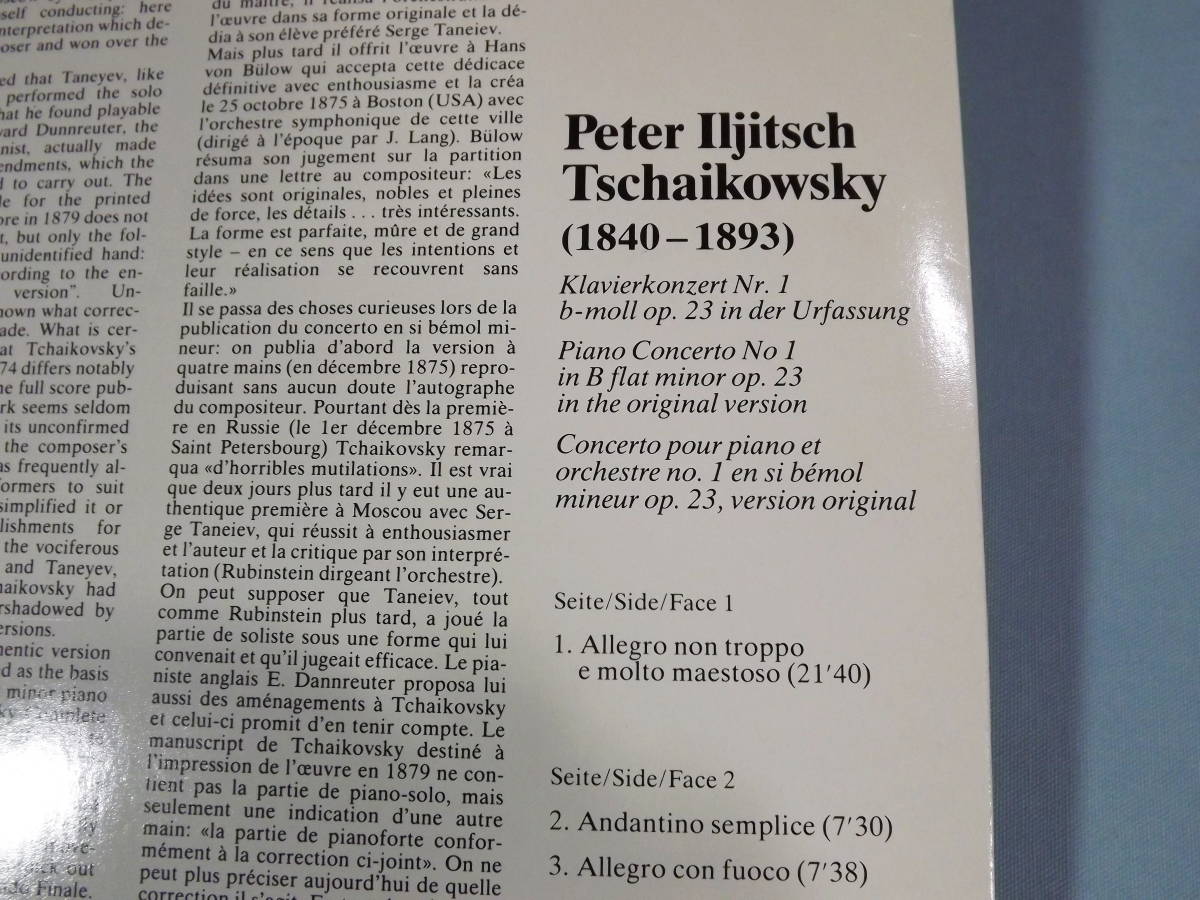 self conducting: here
nterpretation which de-
oser and won over the
ed that Taneyev, like
performed the solo
hat he found playable
ward Dunnreuter, the
nist, actually made
endments, which the
d to carry out. The
le for the printed
ore in 1879 does not
t, but only the fol-
unidentified hand:
ording to the en-
version". Un-
nown what correc-
ade. What is cer-
at Tchaikovsky's
74 differs notably
he full score pub-
rk seems seldom
its unconfirmed
the composer's
as frequently al-
formers to suit
simplified it or
lishments for
the vociferous
and Taneyev,
haikovsky had
rshadowed by
ersions.
hentic version
d as the basis
minor piano
out
Finale.
du maître, il réalisa
l'œuvre dans sa forme originale et la dé-
dia à son élève préféré Serge Taneiev.
Mais plus tard il offrit l'œuvre à Hans
von Bülow qui accepta cette dédicace
définitive avec enthousiasme et la créa
le 25 octobre 1875 à Boston (USA) avec
l'orchestre symphonique de cette ville
(dirigé à l'époque par J. Lang). Bülow
résuma son jugement sur la partition
dans une lettre au compositeur: «Les
idées sont originales, nobles et pleines
de force, les détails . . . très intéressants.
La forme est parfaite, mûre et de grand
style – en ce sens que les intentions et
leur réalisation se recouvrent sans
faille.»
Il se passa des choses curieuses lors de la
publication du concerto en si bémol mi-
neur: on publia d'abord la version à
quatre mains (en décembre 1875) repro-
duisant sans aucun doute l'autographe
du compositeur. Pourtant dès la premiè-
re en Russie (le 1er décembre 1875 à
Saint Petersbourg) Tchaikovsky remar-
qua «d'horribles mutilations». Il est vrai
que deux jours plus tard il y eut une au-
thentique première à Moscou avec Ser-
ge Taneiev, qui réussit à enthousiasmer
et l'auteur et la critique par son interpré-
tation (Rubinstein dirgeant l'orchestre).
On peut supposer que Taneiev, tout
comme Rubinstein plus tard, a joué la
partie de soliste sous une forme qui lui
convenait et qu'il jugeait efficace. Le pia-
niste anglais E. Dannreuter proposa lui
aussi des aménagements à Tchaikovsky
et celui-ci promit d'en tenir compte. Le
manuscript de Tchaikovsky destiné à
l'impression de l'œuvre en 1879 ne con-
tient pas la partie de piano-solo, mais
seulement une indication d'une autre
main: «la partie de pianoforte confor-
mément à la correction ci-joint». On ne
peut plus préciser aujourd'hui de quelle
correction il s'agit.
Peter Iljitsch
Tschaikowsky
(1840 – 1893)
Klavierkonzert Nr. 1
b-moll op. 23 in der Urfassung
Piano Concerto No 1
in B flat minor op. 23
in the original version
Concerto pour piano et
orchestre no. 1 en si bémol
mineur op. 23, version original
Seite/Side/Face 1
1. Allegro non troppo
e molto maestoso (21'40)
Seite/Side/Face 2
2. Andantino semplice (7'30)
3. Allegro con fuoco (7'38)